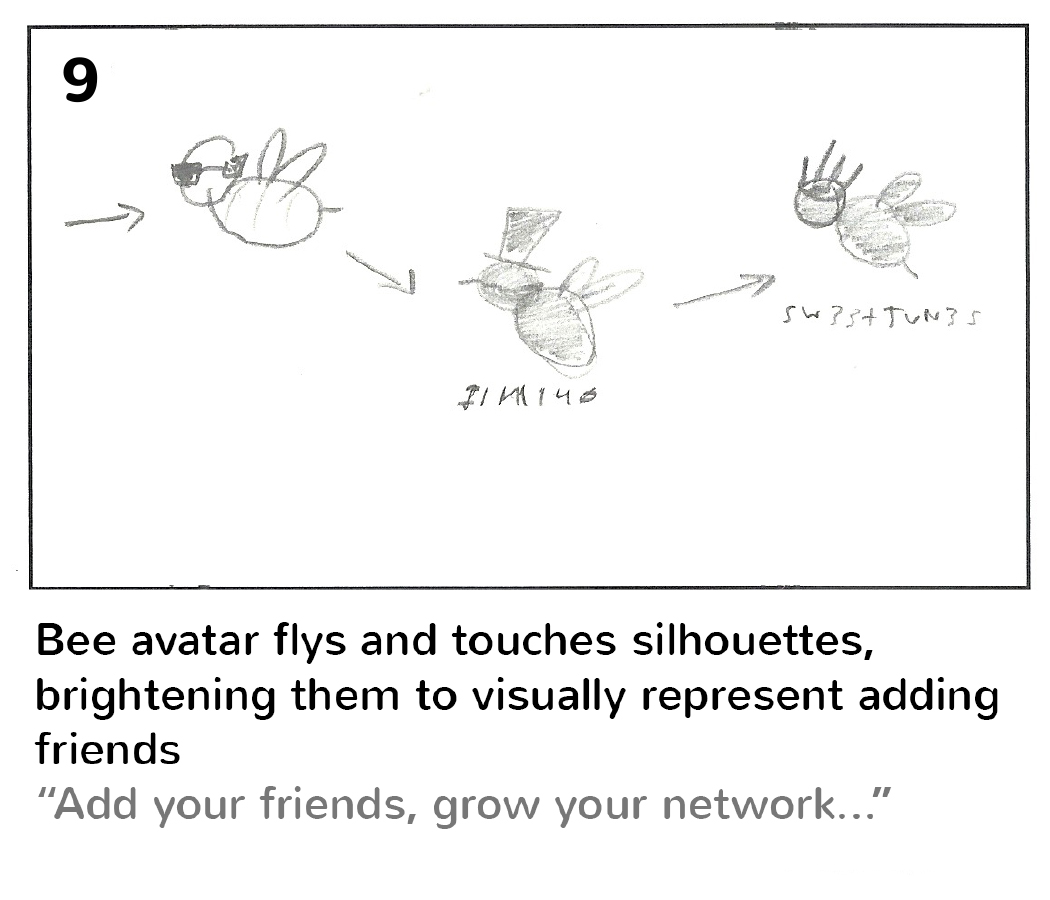 9
SW33tTUN3S
Bee avatar flys and touches silhouettes,
brightening them to visually represent adding
friends
“Add your friends, grow your network...”